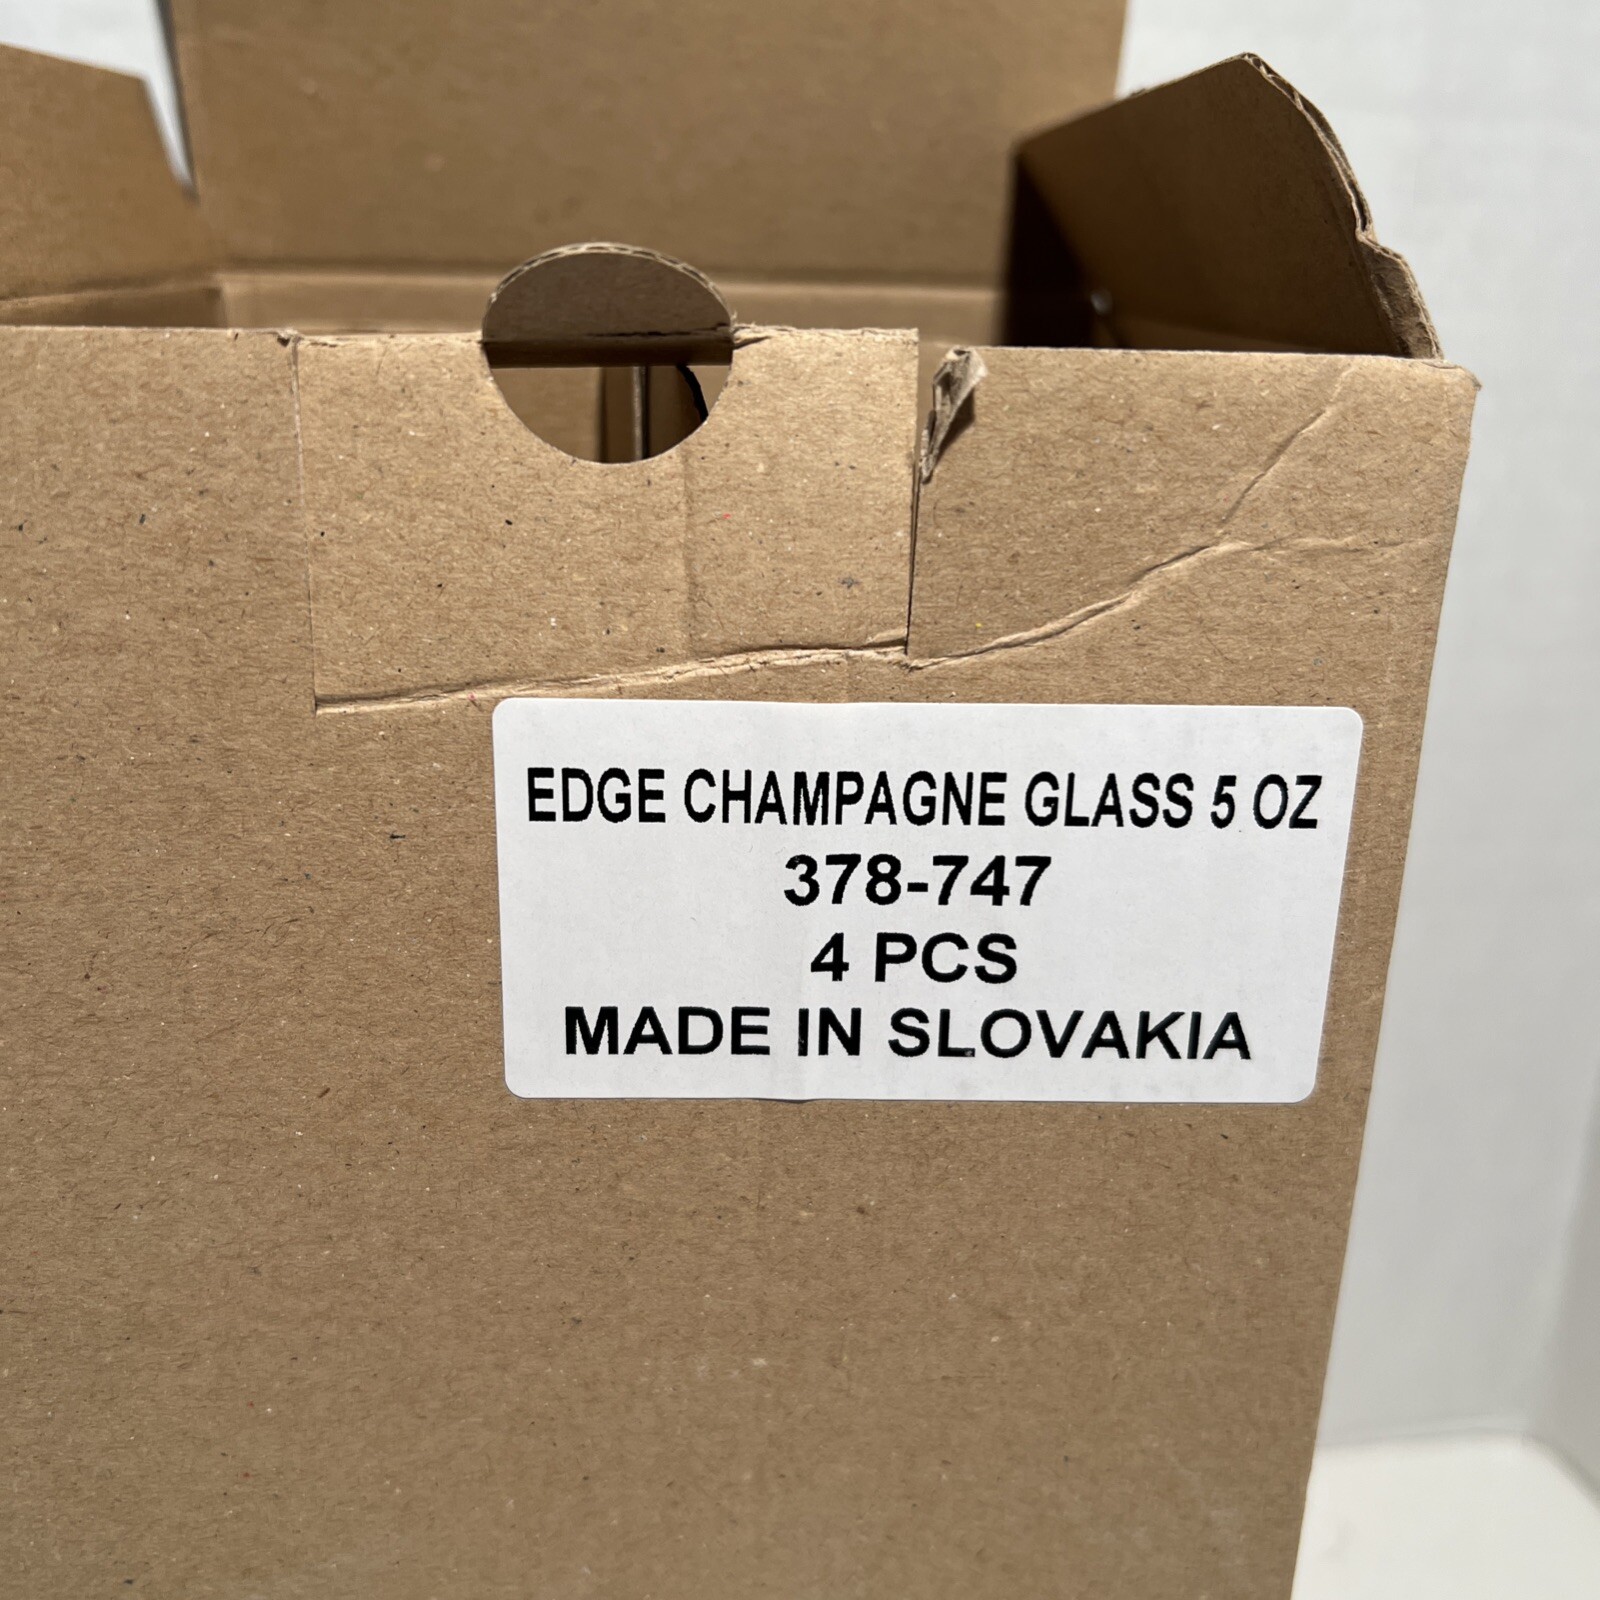 EDGE CHAMPAGNE GLASS 5 OZ
378-747
4 PCS
MADE IN SLOVAKIA